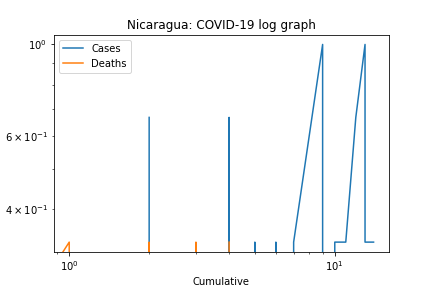 Nicaragua: COVID-19 log graph
10⁰
Cases
Deaths
6 × 10⁻¹
4 × 10⁻¹
10⁰
10¹
Cumulative